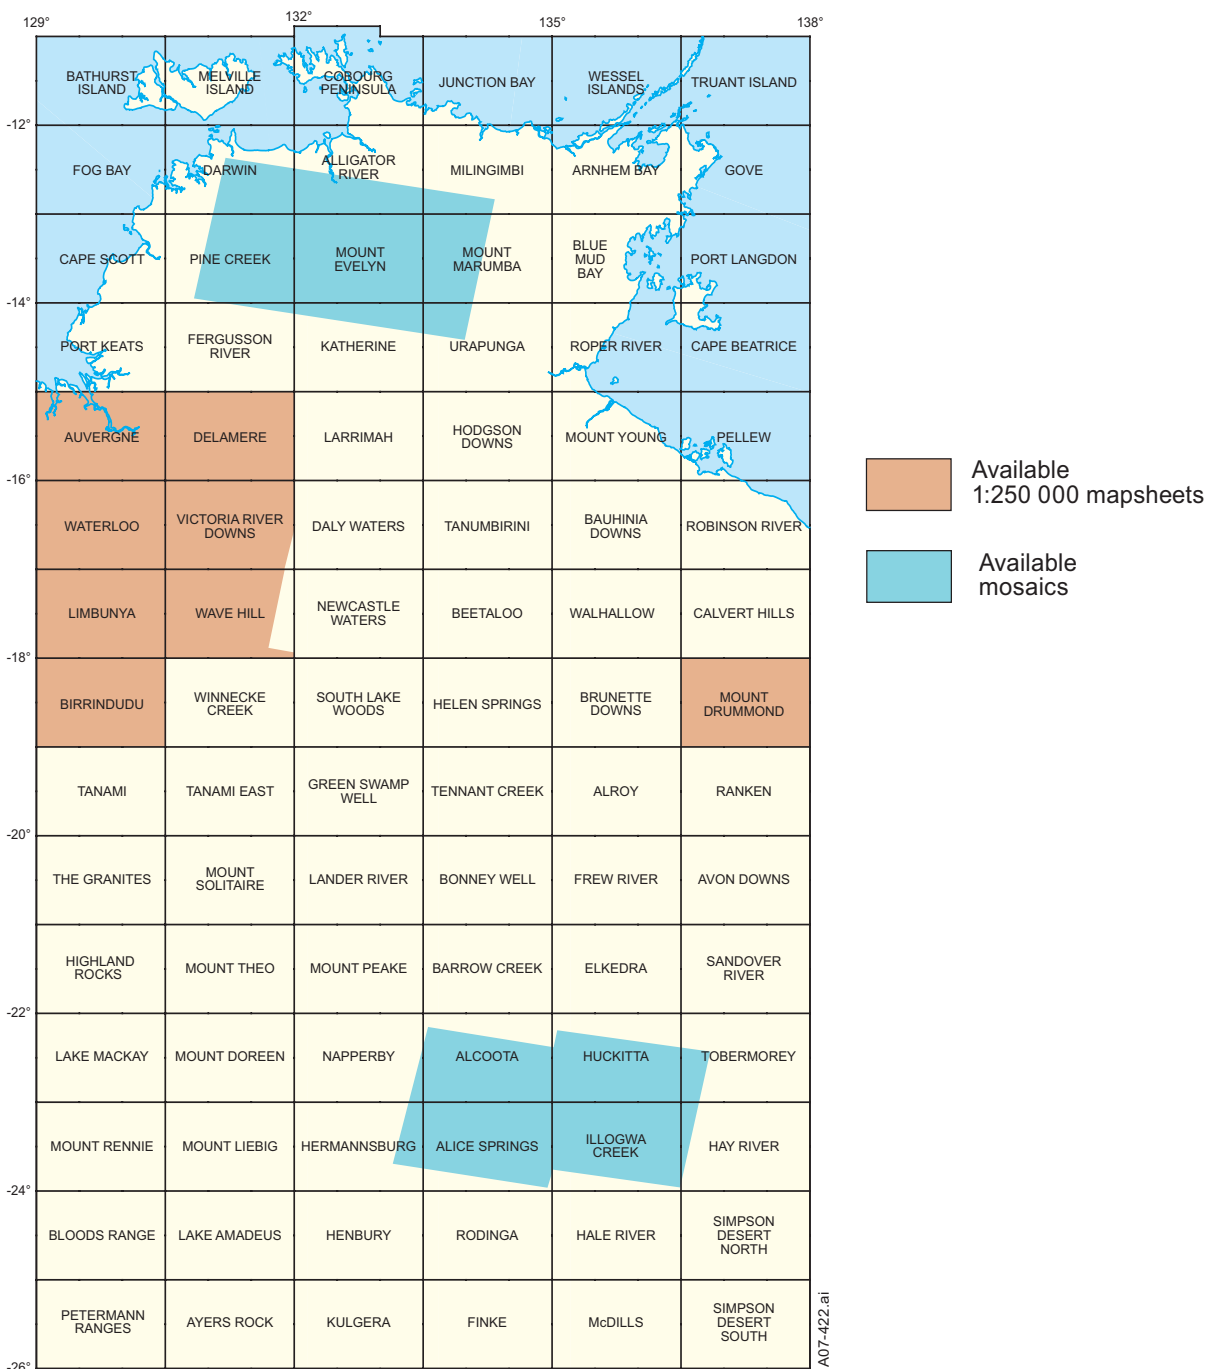 129°
132°
135°
138°
BATHURST
ISLAND
MELVILLE
ISLAND
COBOURG
PENINSULA
JUNCTION BAY
WESSEL
ISLANDS
TRUANT ISLAND
-12°
FOG BAY
DARWIN
ALLIGATOR
RIVER
MILINGIMBI
ARNHEM BAY
GOVE
CAPE SCOTT
PINE CREEK
MOUNT
EVELYN
MOUNT
MARUMBA
BLUE
MUD
BAY
PORT LANGDON
-14°
PORT KEATS
FERGUSSON
RIVER
KATHERINE
URAPUNGA
ROPER RIVER
CAPE BEATRICE
AUVERGNE
DELAMERE
LARRIMAH
HODGSON
DOWNS
MOUNT YOUNG
PELLEW
-16°
WATERLOO
VICTORIA RIVER
DOWNS
DALY WATERS
TANUMBIRINI
BAUHINIA
DOWNS
ROBINSON RIVER
LIMBUNYA
WAVE HILL
NEWCASTLE
WATERS
BEETALOO
WALHALLOW
CALVERT HILLS
-18°
BIRRINDUDU
WINNECKE
CREEK
SOUTH LAKE
WOODS
HELEN SPRINGS
BRUNETTE
DOWNS
MOUNT
DRUMMOND
TANAMI
TANAMI EAST
GREEN SWAMP
WELL
TENNANT CREEK
ALROY
RANKEN
-20°
THE GRANITES
MOUNT
SOLITAIRE
LANDER RIVER
BONNEY WELL
FREW RIVER
AVON DOWNS
HIGHLAND
ROCKS
MOUNT THEO
MOUNT PEAKE
BARROW CREEK
ELKEDRA
SANDOVER
RIVER
-22°
LAKE MACKAY
MOUNT DOREEN
NAPPERBY
ALCOOTA
HUCKITTA
TOBERMOREY
MOUNT RENNIE
MOUNT LIEBIG
HERMANNSBURG
ALICE SPRINGS
ILLOGWA
CREEK
HAY RIVER
-24°
BLOODS RANGE
LAKE AMADEUS
HENBURY
RODINGA
HALE RIVER
SIMPSON
DESERT
NORTH
PETERMANN
RANGES
AYERS ROCK
KULGERA
FINKE
McDILLS
SIMPSON
DESERT
SOUTH
-26°
Available
1:250 000 mapsheets
Available
mosaics
A07-422.ai